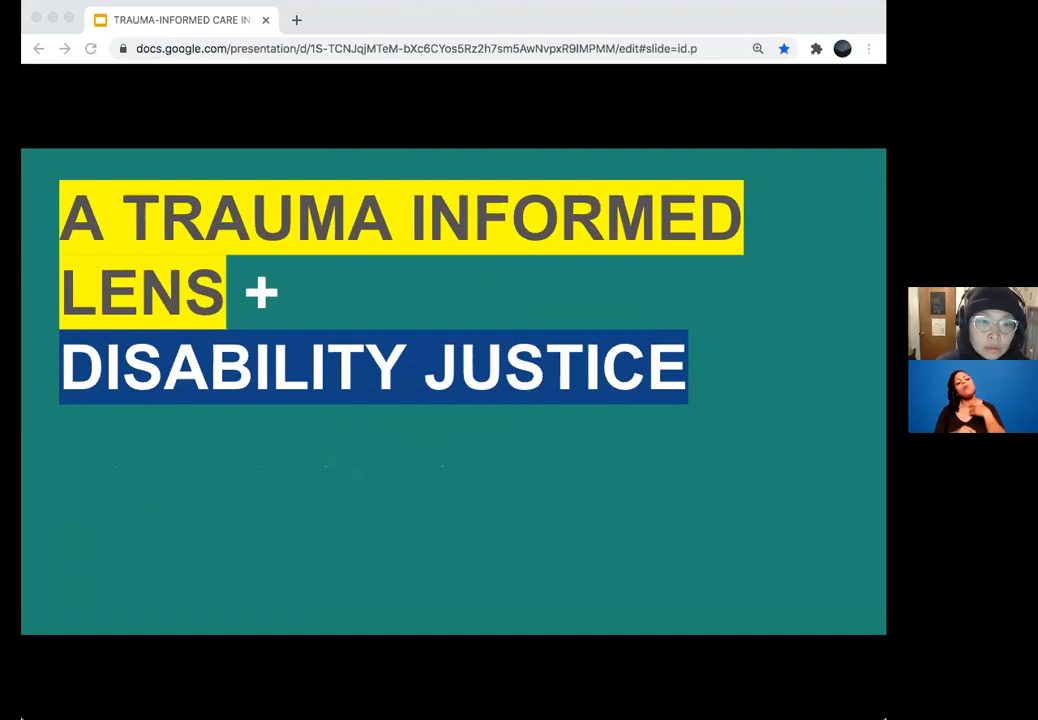 TRAUMA-INFORMED CARE IN
docs.google.com/presentation/d/1S-TCNJqjMTeM-bXc6CYos5Rz2h7sm5AwNvpxR9IMPMM/edit#slide=id.p
A TRAUMA INFORMED
LENS +
DISABILITY JUSTICE